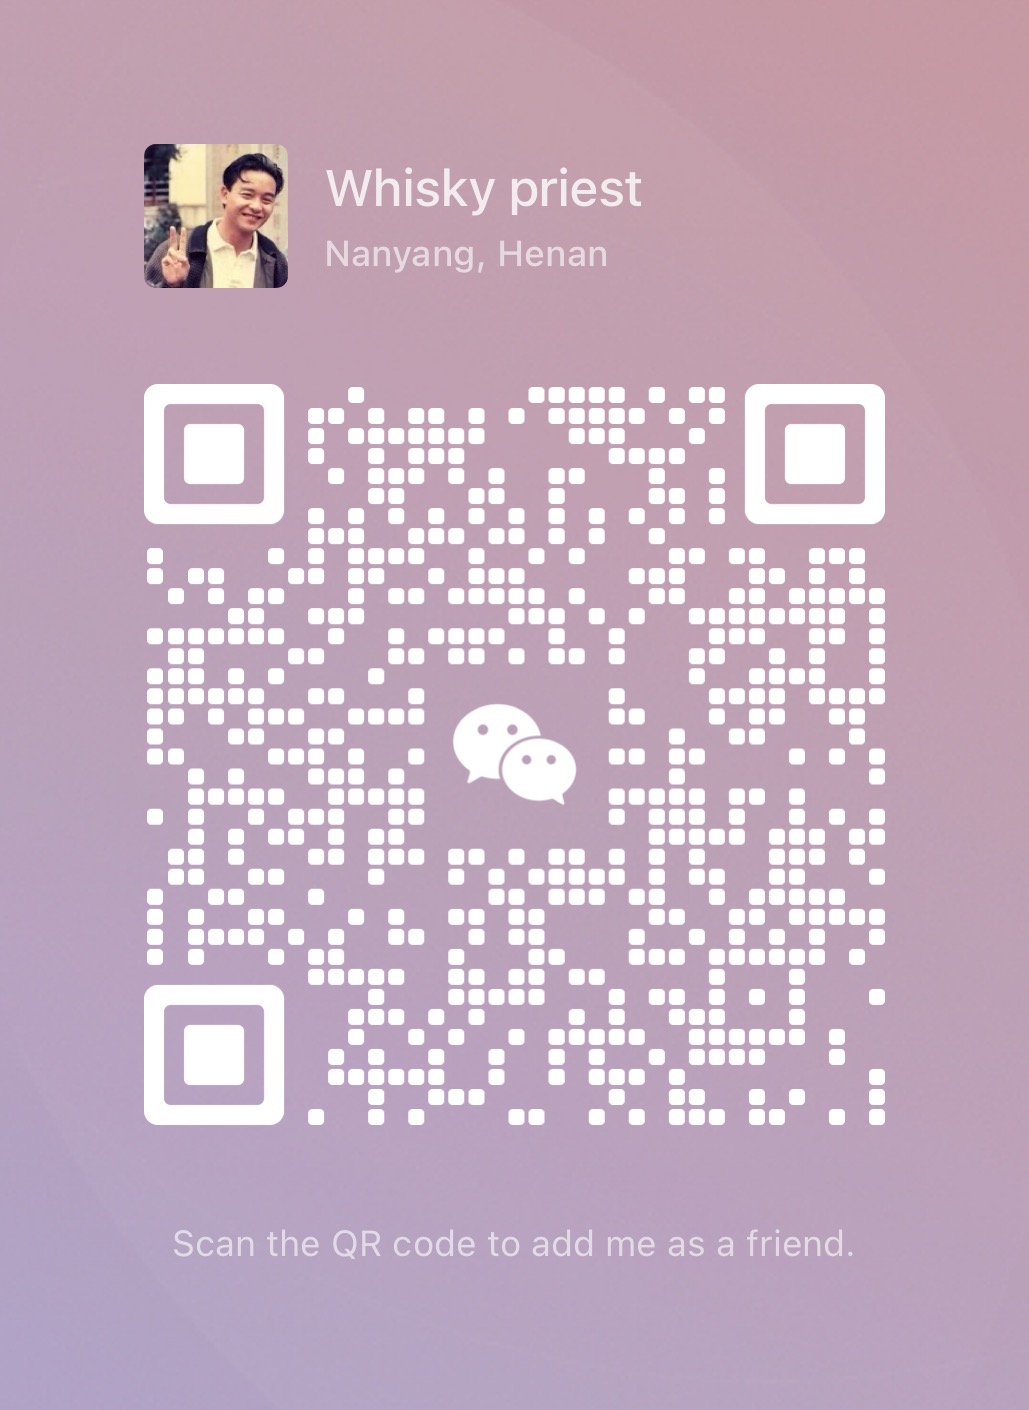 Whisky priest
Nanyang, Henan
Scan the QR code to add me as a friend.